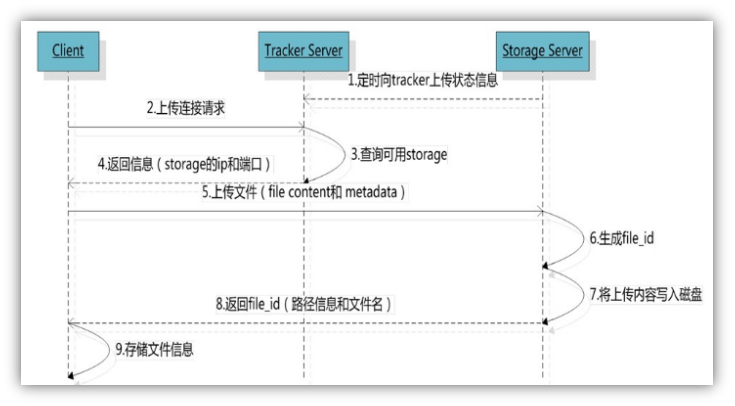 Client
Tracker Server
Storage Server
1.定时向tracker上传状态信息
2.上传连接请求
3.查询可用storage
4.返回信息（storage的ip和端口）
5.上传文件（file content和 metadata）
6.生成file_id
7.将上传内容写入磁盘
8.返回file_id（路径信息和文件名）
9.存储文件信息